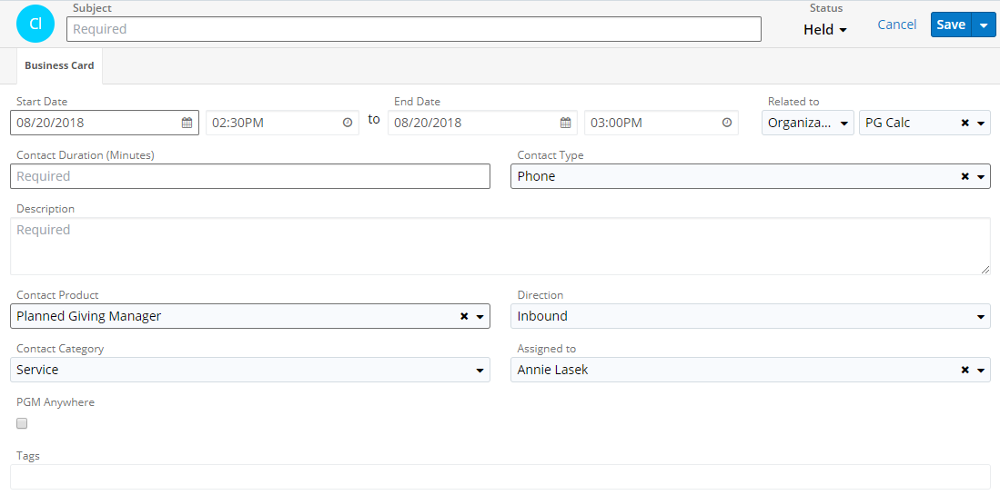 Cl
Subject
Required
Status
Held
Cancel
Save
Business Card
Start Date
08/20/2018
02:30PM
to
End Date
08/20/2018
03:00PM
Related to
Organiza...
PG Calc
Contact Duration (Minutes)
Required
Contact Type
Phone
Description
Required
Contact Product
Planned Giving Manager
Direction
Inbound
Contact Category
Service
Assigned to
Annie Lasek
PGM Anywhere
Tags